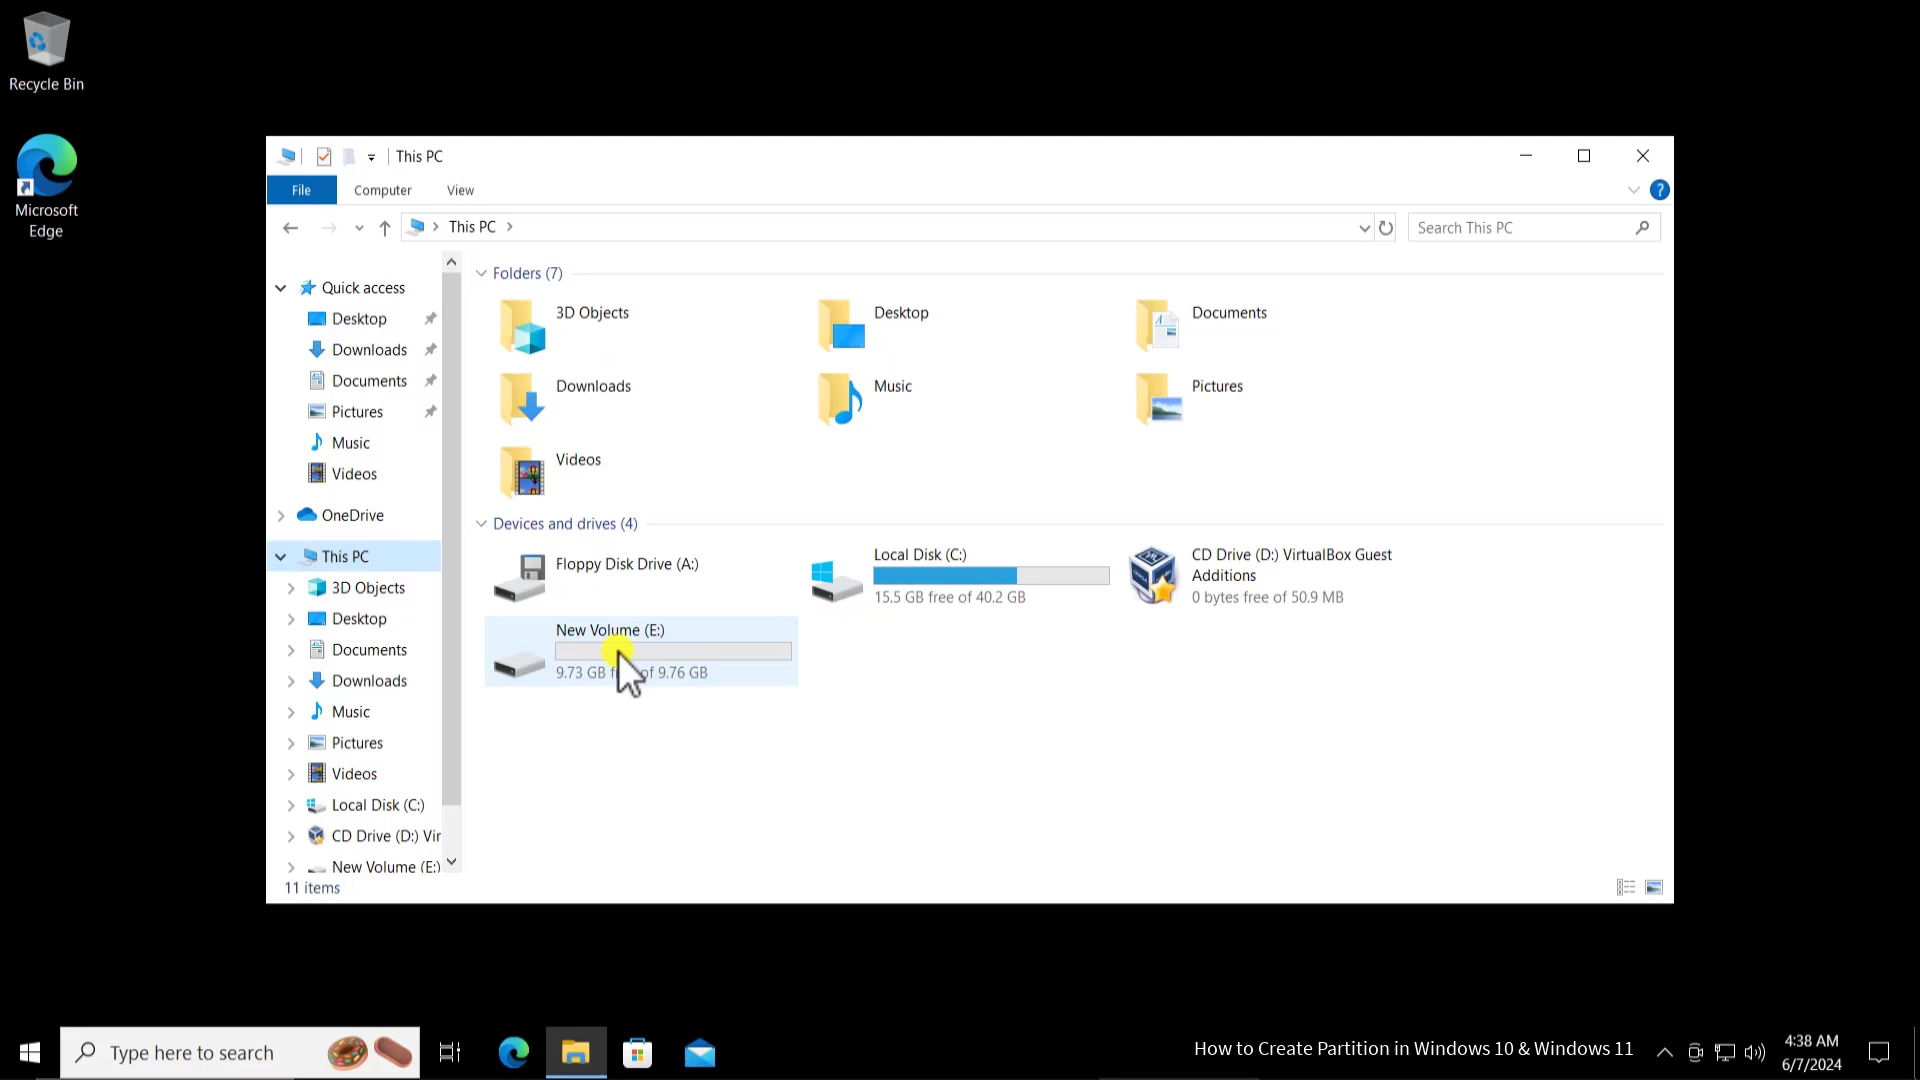 Recycle Bin
Microsoft
Edge
This PC
File Computer View
This PC
Search This PC
Quick access
Desktop
Downloads
Documents
Pictures
Music
Videos
OneDrive
This PC
3D Objects
Desktop
Documents
Downloads
Music
Pictures
Videos
Local Disk (C:)
CD Drive (D:) Vir
New Volume (E:)
Folders (7)
3D Objects
Desktop
Documents
Downloads
Music
Pictures
Videos
Devices and drives (4)
Floppy Disk Drive (A:)
Local Disk (C:)
15.5 GB free of 40.2 GB
CD Drive (D:) VirtualBox Guest
Additions
0 bytes free of 50.9 MB
New Volume (E:)
9.73 GB of 9.76 GB
11 items
Type here to search
How to Create Partition in Windows 10 & Windows 11
4:38 AM
6/7/2024